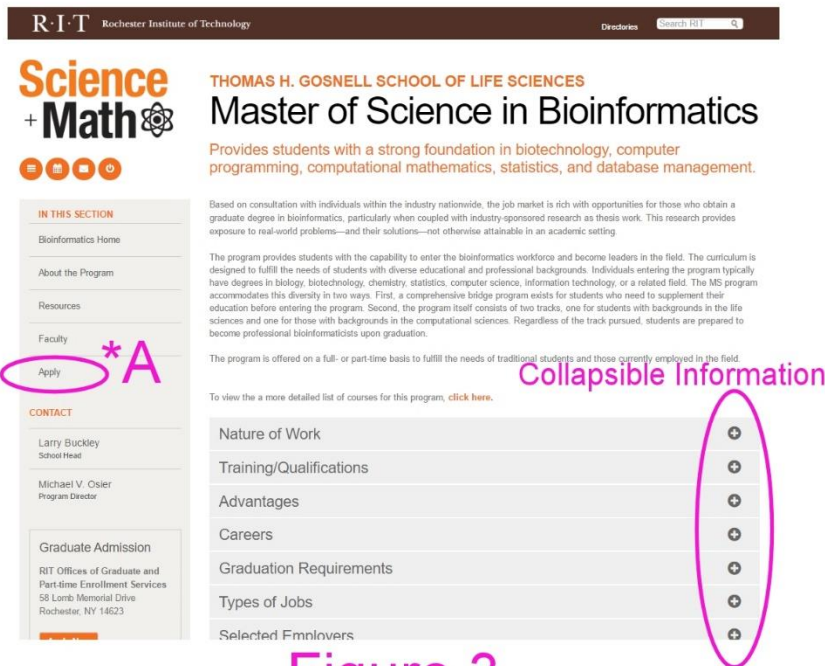 R·I·T Rochester Institute of Technology
Directories
Search RIT
Science
+Math
IN THIS SECTION
Bioinformatics Home
About the Program
Resources
Faculty
*A
Apply
CONTACT
Larry Buckley
School Head
Michael V. Osier
Program Director
Graduate Admission
RIT Offices of Graduate and
Part-time Enrollment Services
58 Lomb Memorial Drive
Rochester, NY 14623
THOMAS H. GOSNELL SCHOOL OF LIFE SCIENCES
Master of Science in Bioinformatics
Provides students with a strong foundation in biotechnology, computer
programming, computational mathematics, statistics, and database management.
Based on consultation with individuals within the industry nationwide, the job market is rich with opportunities for those who obtain a
graduate degree in bioinformatics, particularly when coupled with industry-sponsored research as thesis work. This research provides
exposure to real-world problems—and their solutions—not otherwise attainable in an academic setting.
The program provides students with the capability to enter the bioinformatics workforce and become leaders in the field. The curriculum is
designed to fulfill the needs of students with diverse educational and professional backgrounds. Individuals entering the program typically
have degrees in biology, biotechnology, chemistry, statistics, computer science, information technology, or a related field. The MS program
accommodates this diversity in two ways. First, a comprehensive bridge program exists for students who need to supplement their
education before entering the program. Second, the program itself consists of two tracks, one for students with backgrounds in the life
sciences and one for those with backgrounds in the computational sciences. Regardless of the track pursued, students are prepared to
become professional bioinformaticists upon graduation.
The program is offered on a full- or part-time basis to fulfill the needs of traditional students and those currently employed in the field.
Collapsible Information
To view the a more detailed list of courses for this program, click here.
Nature of Work
Training/Qualifications
Advantages
Careers
Graduation Requirements
Types of Jobs
Selected Employers